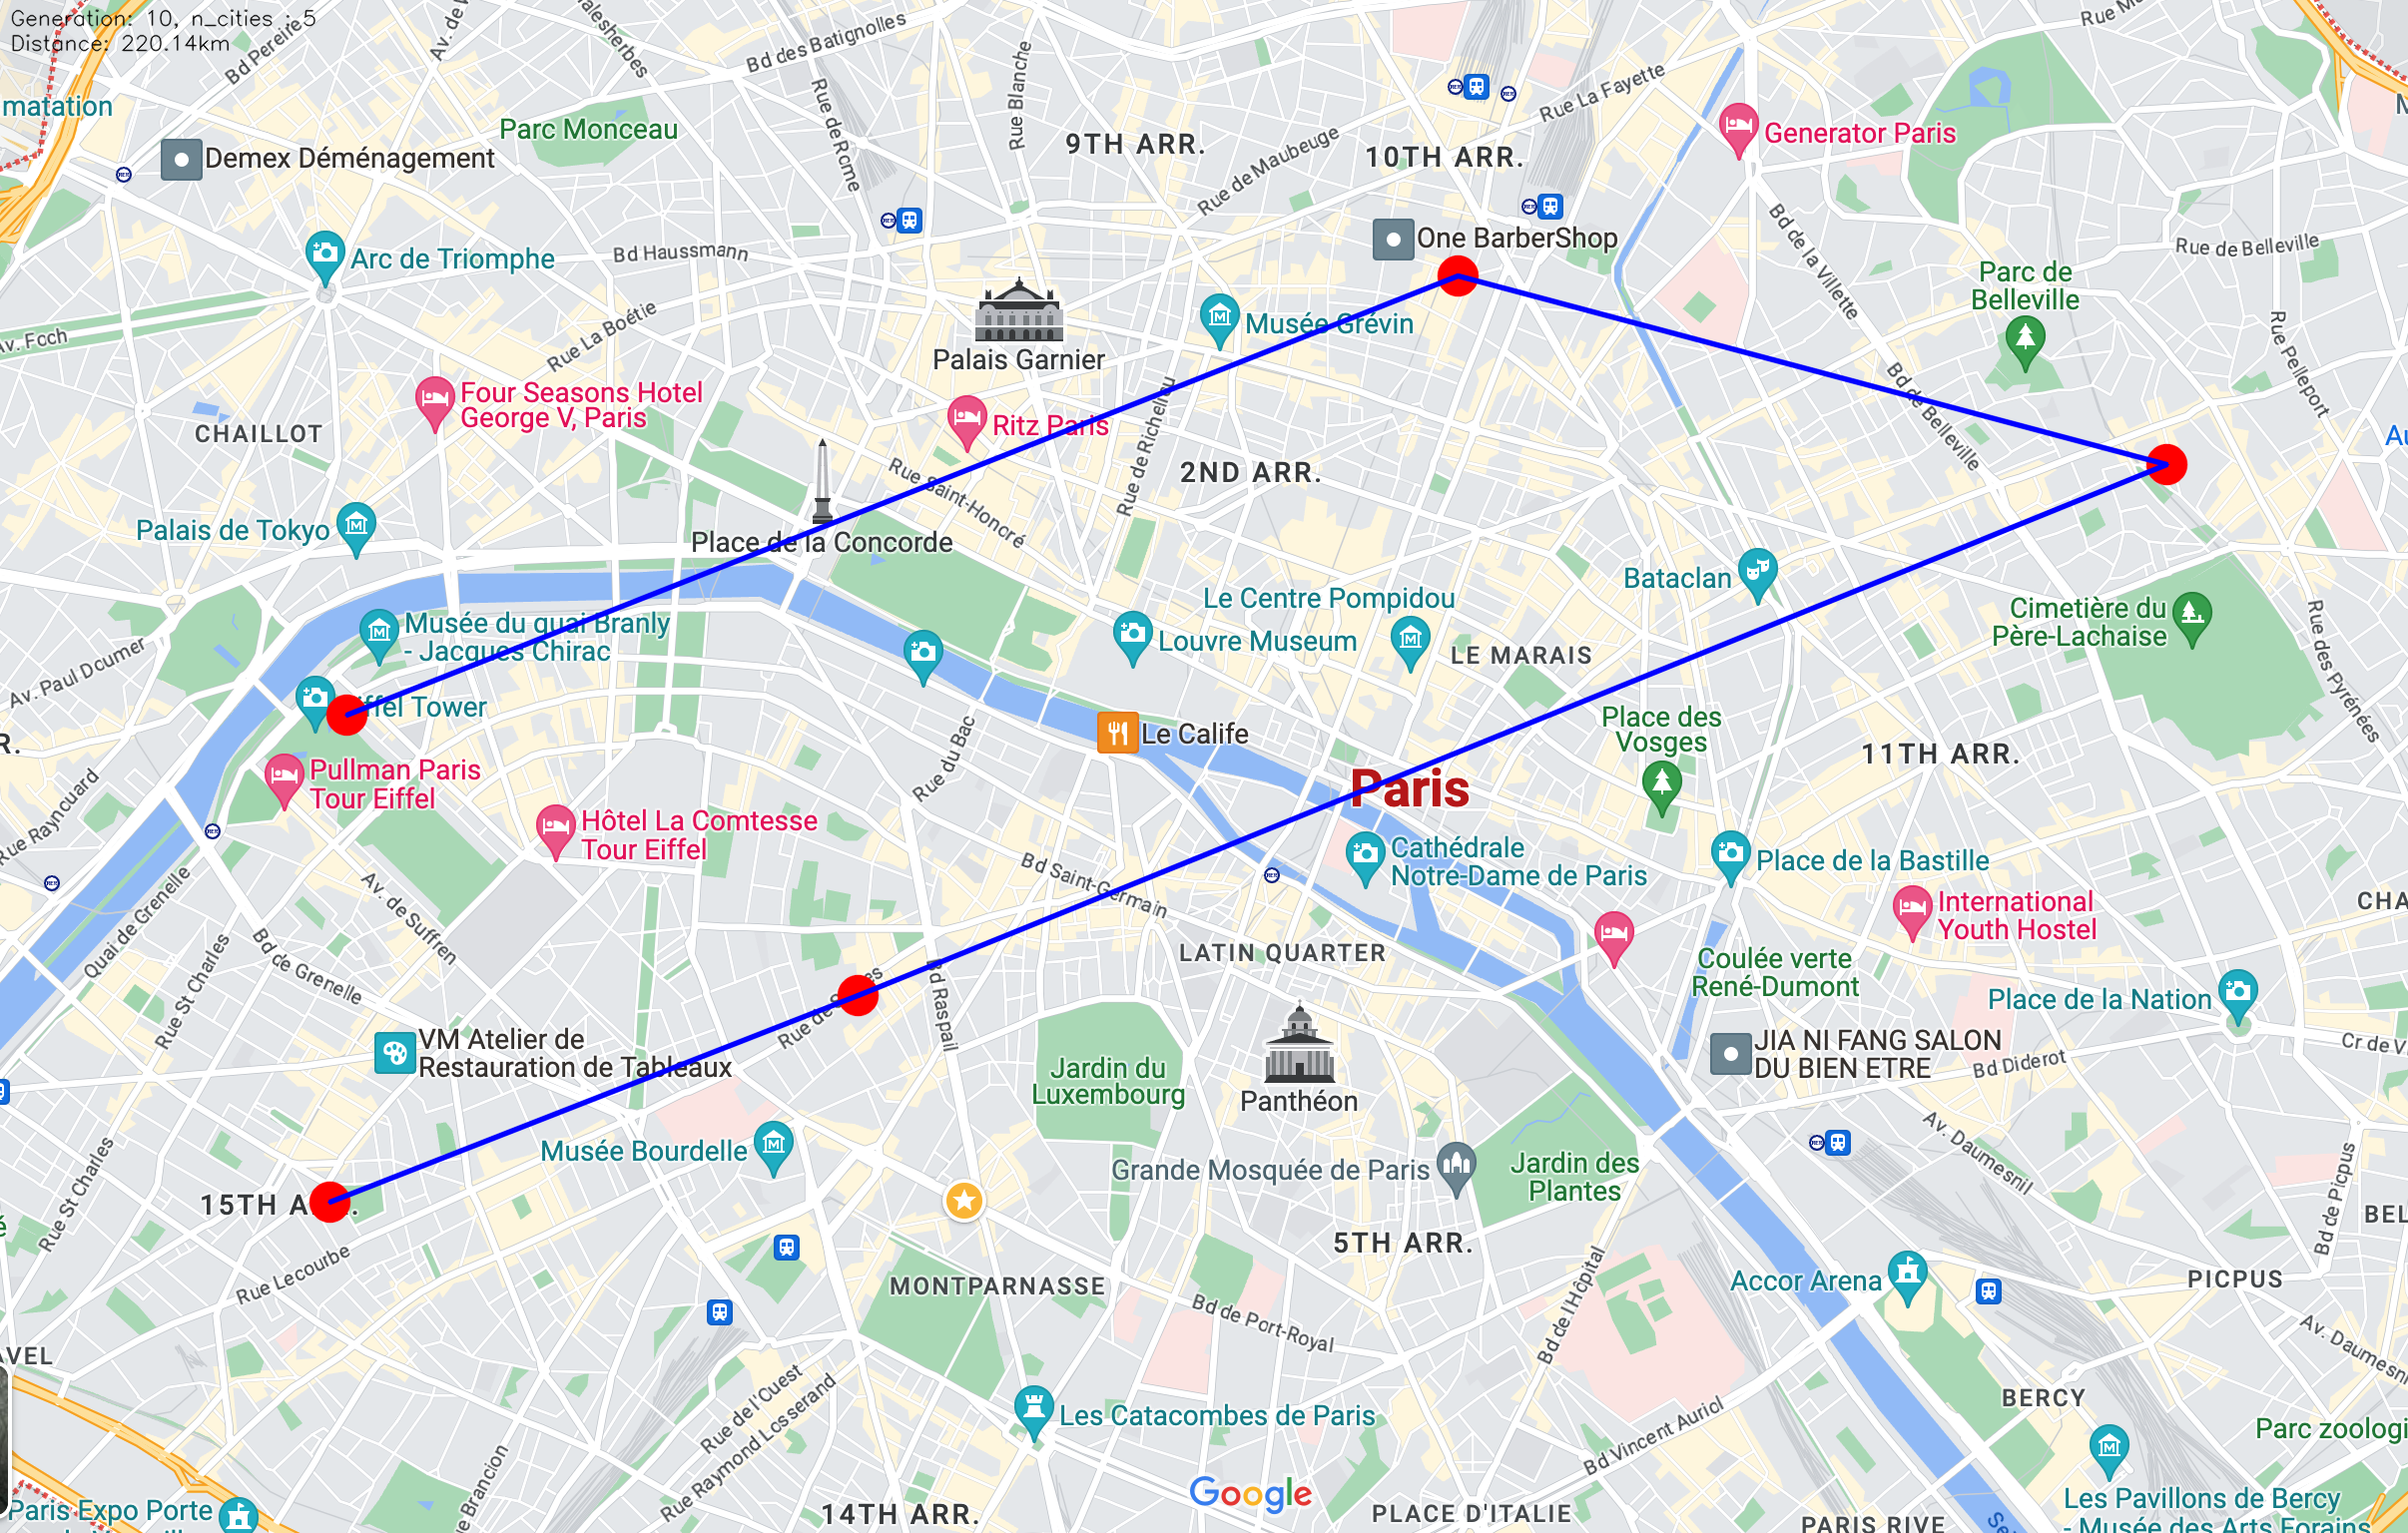 Generation: 10, n_cities : 5
Distance: 220.14km
Bd Pereire
Bd des Batignolles
Rue Blanche
Rue de Rome
Rue La Fayette
matation
Parc Monceau
9TH ARR.
10TH ARR.
Rue de Maubeuge
Generator Paris
Demex Déménagement
Arc de Triomphe
Bd Haussmann
One BarberShop
Bd de la Villette
Rue de Belleville
Parc de
Belleville
Av. Foch
Rue La Boétie
Palais Garnier
Musée Grévin
Rue Pelleport
Four Seasons Hotel
George V, Paris
Ritz Paris
Rue de Richelieu
Bd de Belleville
CHAILLOT
2ND ARR.
Rue Saint-Honoré
Palais de Tokyo
Place de la Concorde
Bataclan
Le Centre Pompidou
Cimetière du
Père-Lachaise
Musée du quai Branly
- Jacques Chirac
Louvre Museum
LE MARAIS
Rue des Pyrénées
Av. Paul Doumer
Eiffel Tower
Place des
Vosges
Rue du Bac
Le Calife
11TH ARR.
Paris
Pullman Paris
Tour Eiffel
Rue Raynouard
Hôtel La Comtesse
Tour Eiffel
Cathédrale
Notre-Dame de Paris
Place de la Bastille
Bd Saint-Germain
Quai de Grenelle
Av. de Suffren
International
Youth Hostel
CHA
Rue St Charles
Bd de Grenelle
LATIN QUARTER
Coulée verte
René-Dumont
Place de la Nation
Bd Raspail
VM Atelier de
Restauration de Tableaux
JIA NI FANG SALON
DU BIEN ETRE
Bd Diderot
Jardin du
Luxembourg
Panthéon
Musée Bourdelle
Grande Mosquée de Paris
Jardin des
Plantes
Av. Daumesnil
Rue St Charles
15TH A
Bd de Picpus
BEL
5TH ARR.
Rue Lecourbe
MONTPARNASSE
Bd de Port-Royal
Bd de l'Hôpital
Accor Arena
PICPUS
Av. Daumesnil
AVEL
Rue de l'Ouest
Rue Raymond Losserand
Les Catacombes de Paris
BERCY
Bd Vincent Auriol
Parc zoologi
Google
14TH ARR.
PLACE D'ITALIE
Paris Expo Porte
Les Pavillons de Bercy
- Musée des Arts Forains
PARIS RIVE